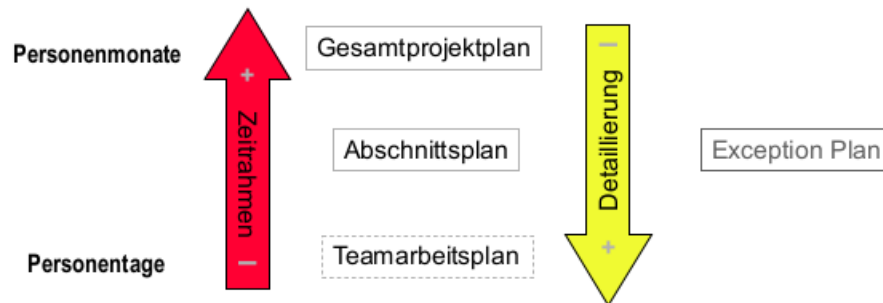 Personenmonate
Gesamtprojektplan
–
+
Zeitrahmen
Detaillierung
Abschnittsplan
Exception Plan
+
Teamarbeitsplan
Personentage
–